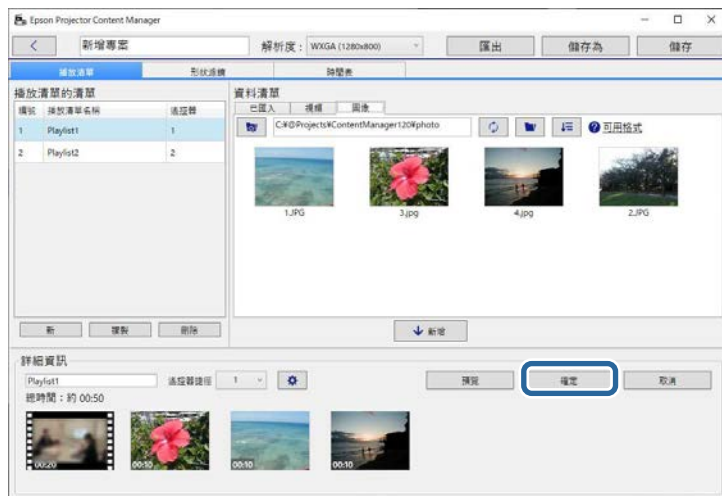 Epson Projector Content Manager
新增專案
解析度： WXGA (1280x800)
匯出
儲存為
儲存
播放清單
形狀遮罩
時間表
播放清單的清單
編號 播放清單名稱 遙控器
1 Playlist1 1
2 Playlist2 2
新 複製 刪除
資料清單
已匯入 視頻 圖像
C:¥@Projects¥ContentManager120¥photo
可用格式
1.JPG 3.jpg 4.jpg 2.JPG
新增
詳細資訊
Playlist1 遙控器捷徑 1
預覽 確定 取消
總時間：約 00:50
00:20 00:10 00:10 00:10